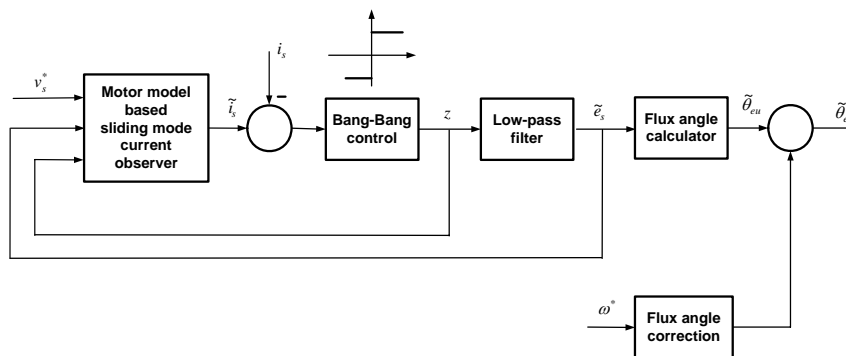 i_s
v_s^*
Motor model
based
sliding mode
current
observer
ĩ_s
Bang-Bang
control
z
Low-pass
filter
ẽ_s
Flux angle
calculator
θ̃_eu
θ̃_e
ω^*
Flux angle
correction